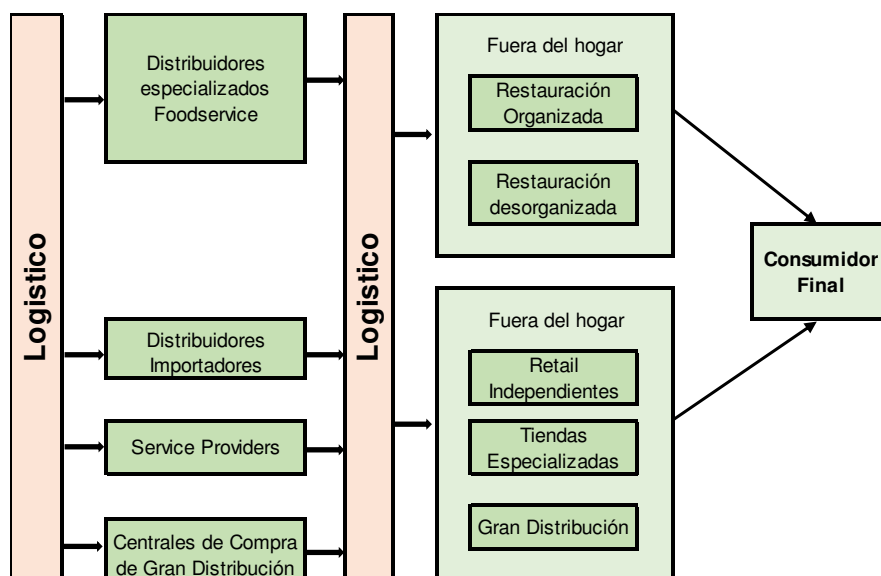 Logistico
Distribuidores
especializados
Foodservice
Distribuidores
Importadores
Service Providers
Centrales de Compra
de Gran Distribución
Logistico
Fuera del hogar
Restauración
Organizada
Restauración
desorganizada
Fuera del hogar
Retail
Independientes
Tiendas
Especializadas
Gran Distribución
Consumidor
Final